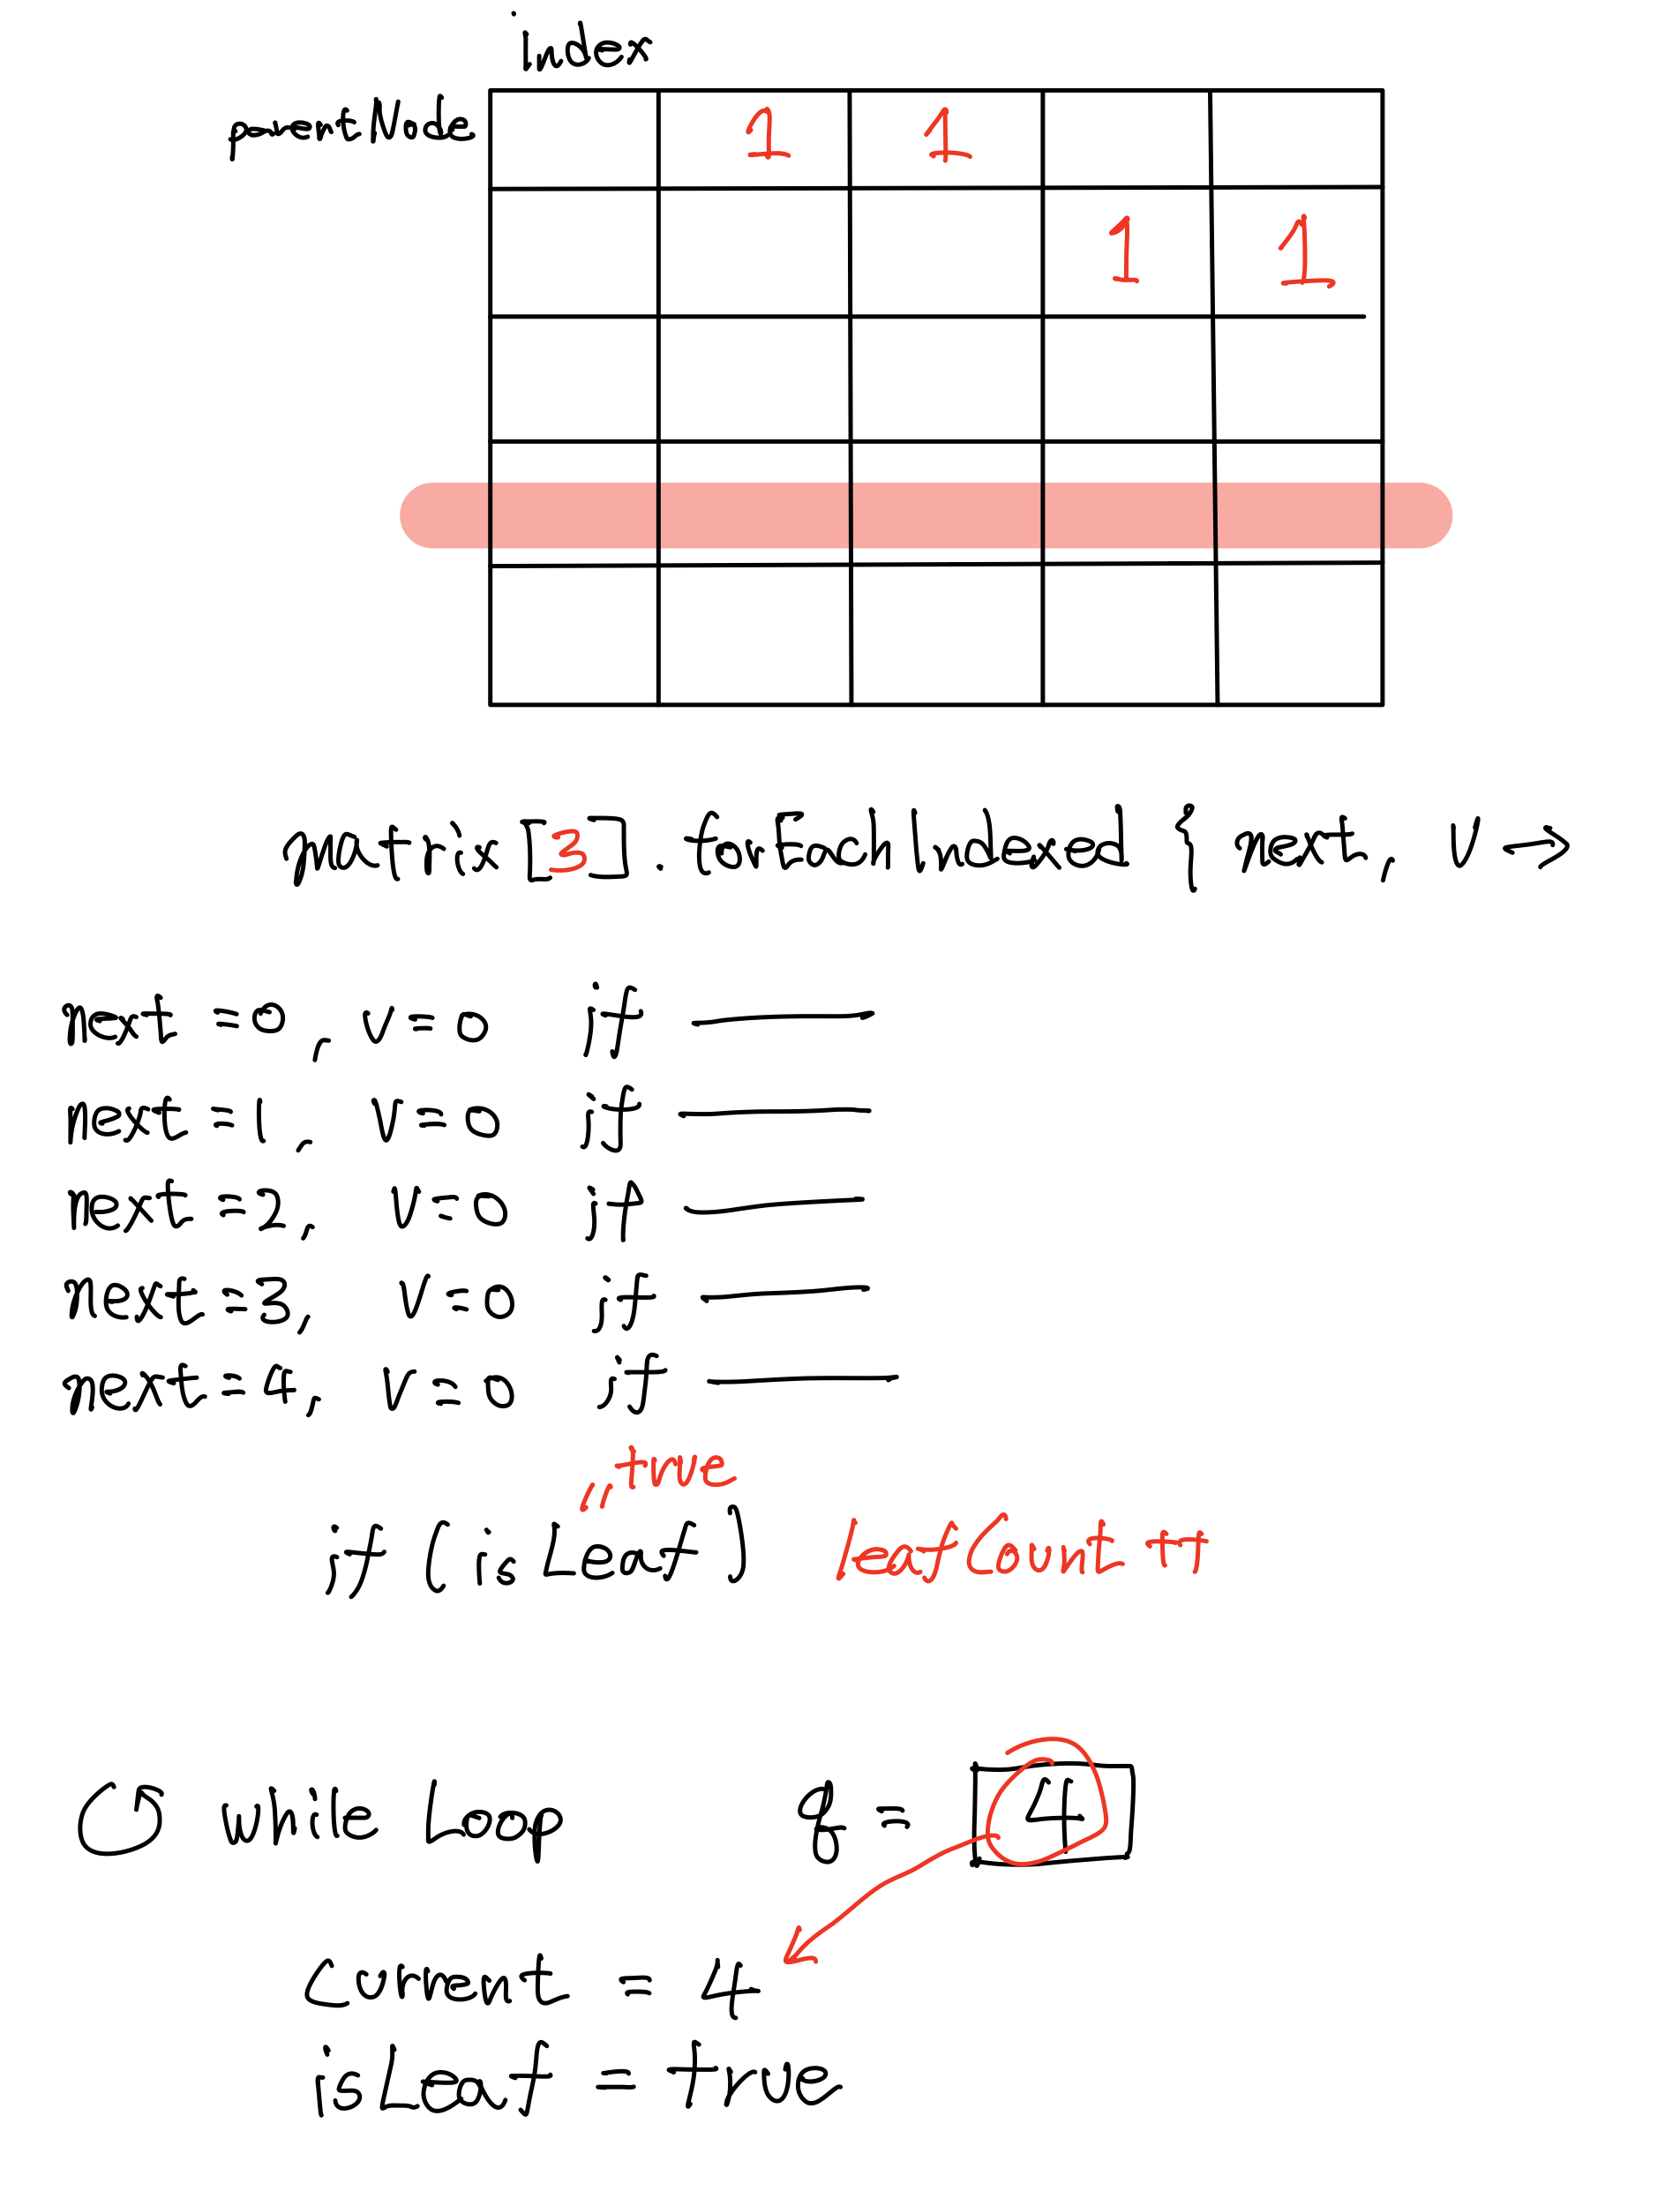 index
parentNode
1 1
1 1
matrix[3].forEachIndexed { next, v →
next = 0, v = 0 if
next = 1, v = 0 if
next = 2, v = 0 if
next = 3, v = 0 if
next = 4, v = 0 if
"true
if (isLeaf) leafCount ++
while Loop q = 4
Current = 4
isLeaf = true